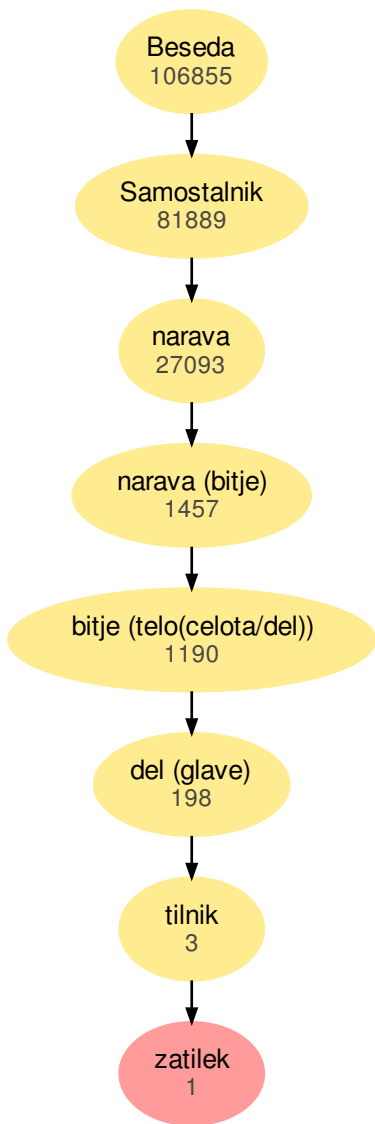 Beseda
106855
Samostalnik
81889
narava
27093
narava (bitje)
1457
bitje (telo(celota/del))
1190
del (glave)
198
tilnik
3
zatilek
1